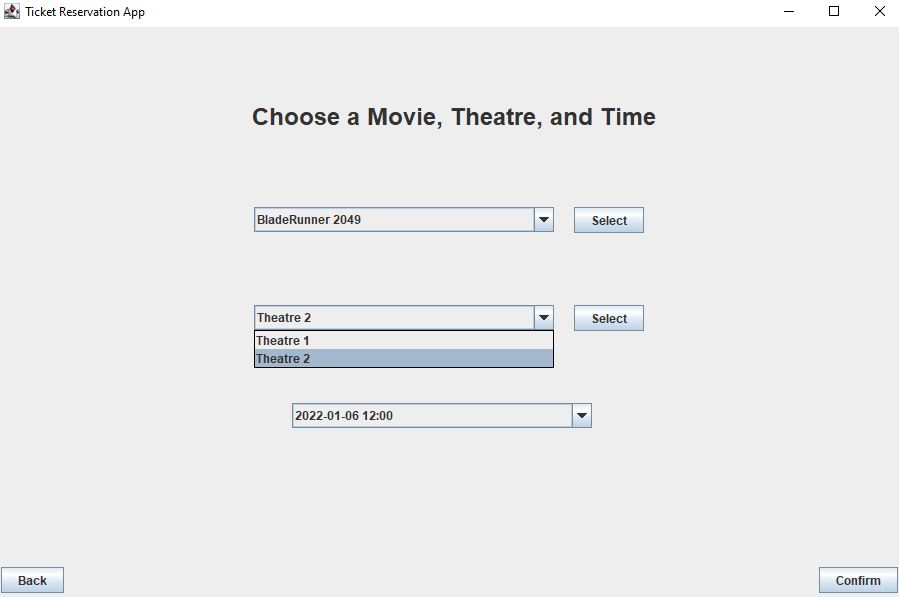 Ticket Reservation App
Choose a Movie, Theatre, and Time
BladeRunner 2049
Select
Theatre 2
Select
Theatre 1
Theatre 2
2022-01-06 12:00
Back
Confirm